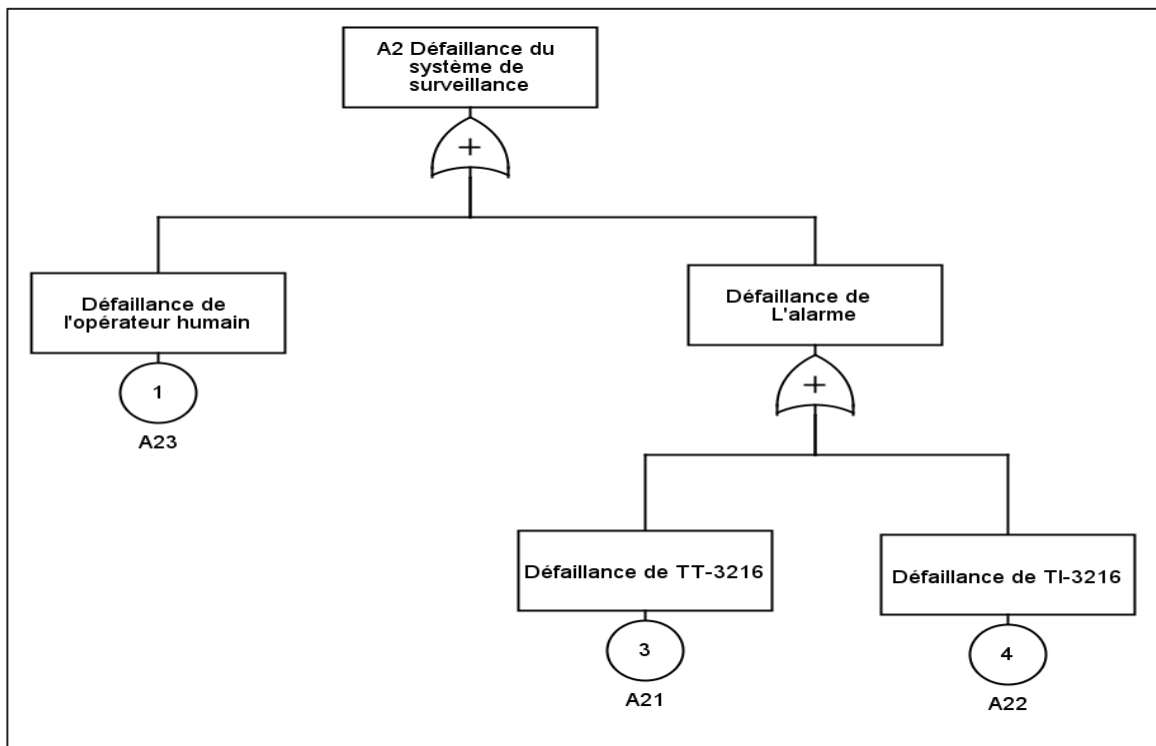 A2 Défaillance du
système de
surveillance
+
Défaillance de
l'opérateur humain
1
A23
Défaillance de
L'alarme
+
Défaillance de TT-3216
3
A21
Défaillance de TI-3216
4
A22